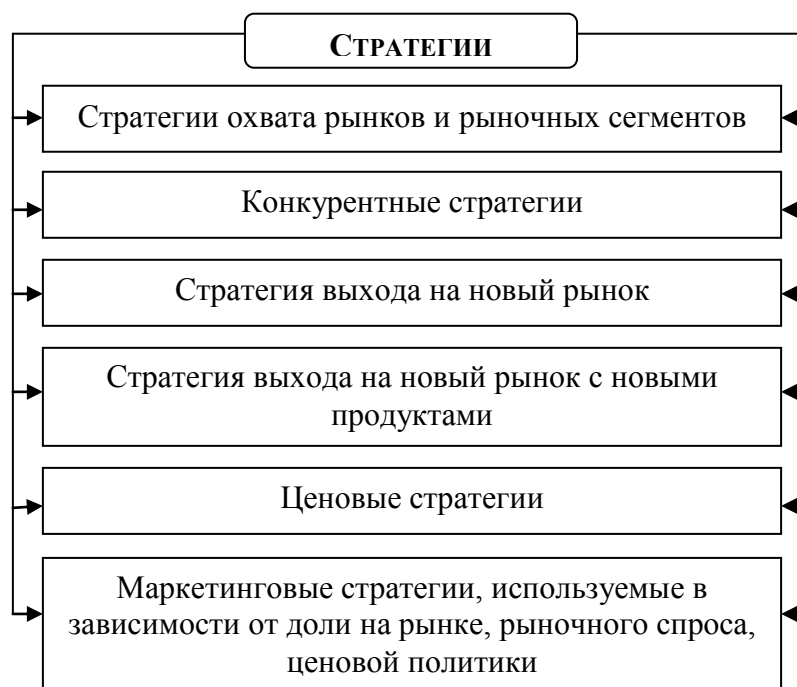 СТРАТЕГИИ
Стратегии охвата рынков и рыночных сегментов
Конкурентные стратегии
Стратегия выхода на новый рынок
Стратегия выхода на новый рынок с новыми
продуктами
Ценовые стратегии
Маркетинговые стратегии, используемые в
зависимости от доли на рынке, рыночного спроса,
ценовой политики